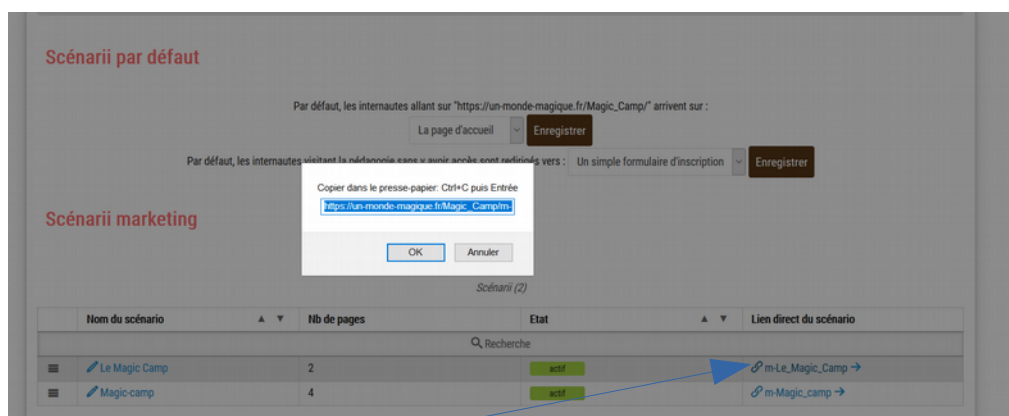 Scénarii par défaut
Par défaut, les internautes allant sur "https://un-monde-magique.fr/Magic_Camp/" arrivent sur :
La page d'accueil Enregistrer
Par défaut, les internautes visitant la pédagogie sans y avoir accès sont redirigés vers : Un simple formulaire d'inscription Enregistrer
Copier dans le presse-papier: Ctrl+C puis Entrée
https://un-monde-magique.fr/Magic_Camp/m-
OK Annuler
Scénarii marketing
Scénarii (2)
Nom du scénario ▲ ▼ Nb de pages Etat ▲ ▼ Lien direct du scénario
Recherche
Le Magic Camp 2 actif m-Le_Magic_Camp →
Magic-camp 4 actif m-Magic_camp →